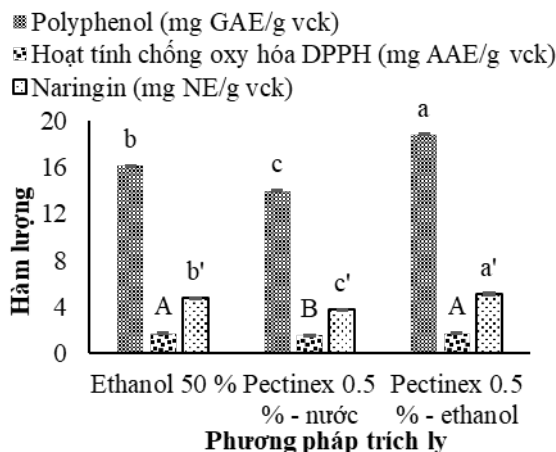 Polyphenol (mg GAE/g vck)
Hoạt tính chống oxy hóa DPPH (mg AAE/g vck)
Naringin (mg NE/g vck)
20
16
12
8
4
0
Hàm lượng
b
A
b'
c
B
c'
a
A
a'
Ethanol 50 %
Pectinex 0.5
% - nước
Pectinex 0.5
% - ethanol
Phương pháp trích ly